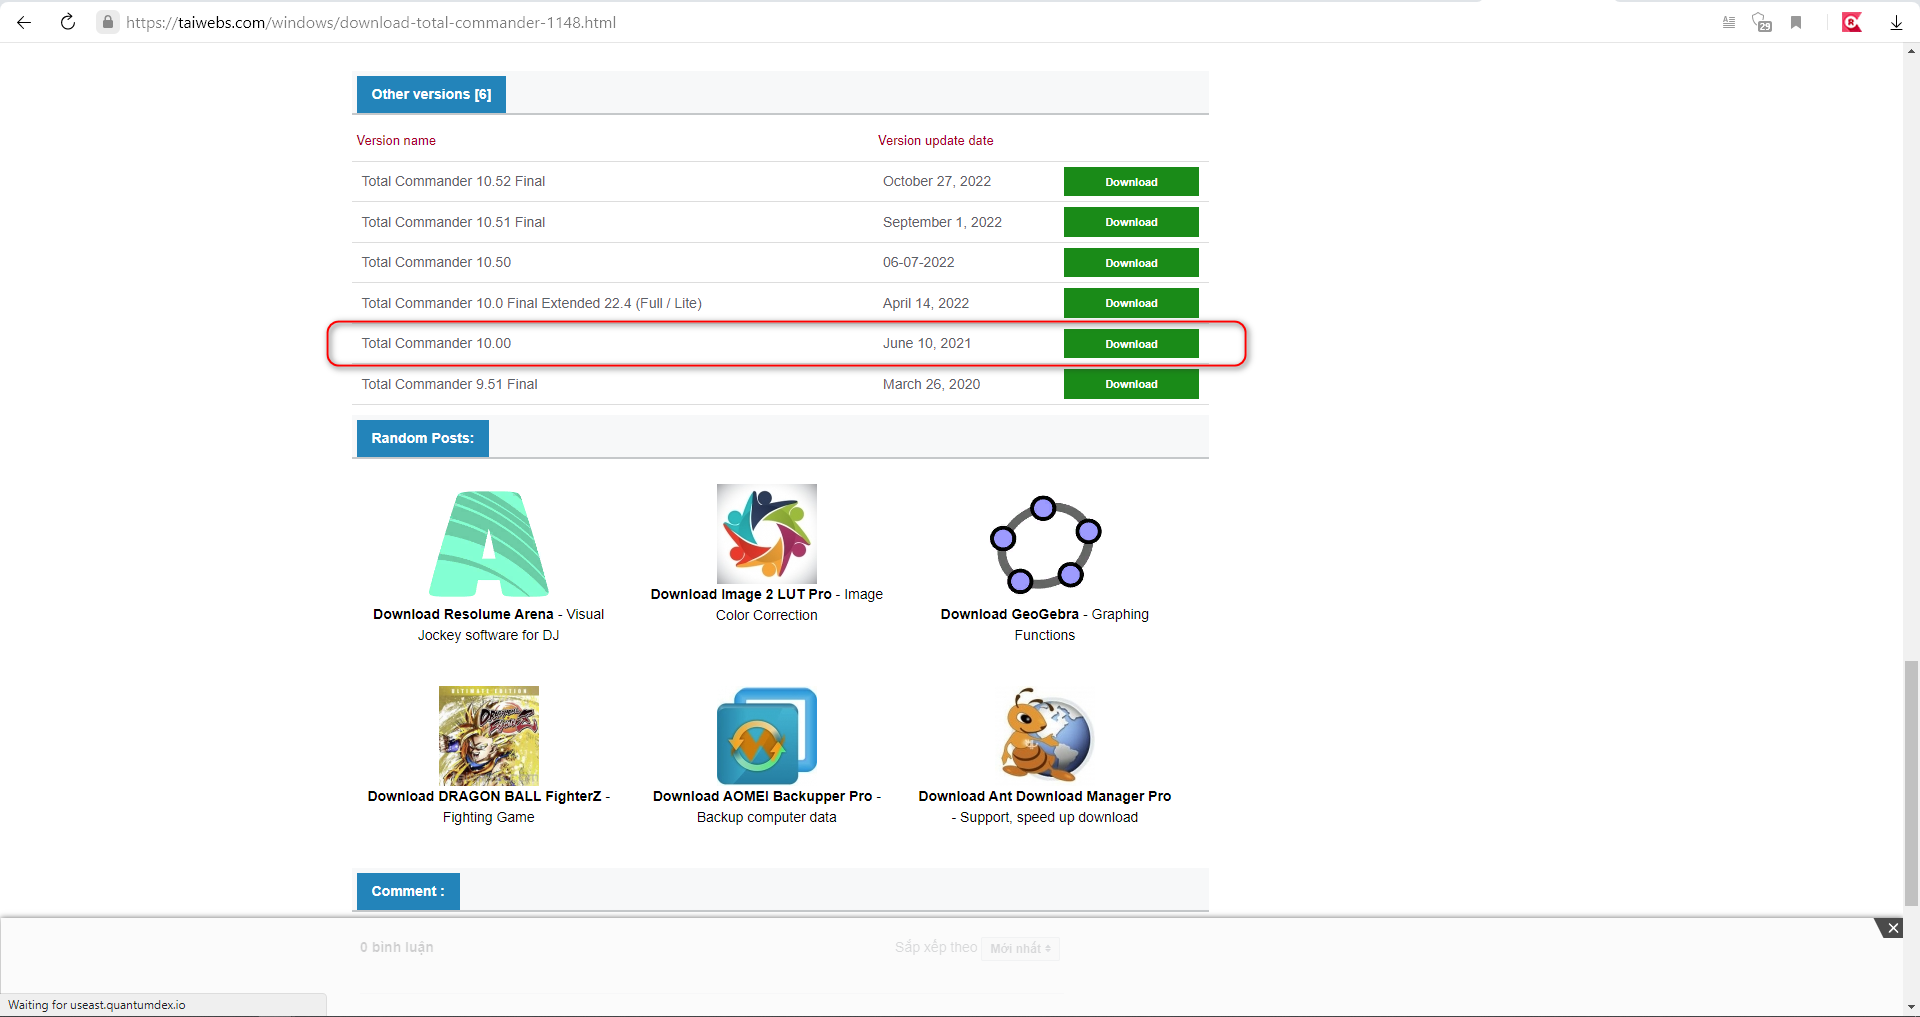 https://taiwebs.com/windows/download-total-commander-1148.html
29
Other versions [6]
Version name Version update date
Total Commander 10.52 Final October 27, 2022 Download
Total Commander 10.51 Final September 1, 2022 Download
Total Commander 10.50 06-07-2022 Download
Total Commander 10.0 Final Extended 22.4 (Full / Lite) April 14, 2022 Download
Total Commander 10.00 June 10, 2021 Download
Total Commander 9.51 Final March 26, 2020 Download
Random Posts:
Download Resolume Arena - Visual
Jockey software for DJ
Download Image 2 LUT Pro - Image
Color Correction
Download GeoGebra - Graphing
Functions
ULTIMATE EDITION
Download DRAGON BALL FighterZ -
Fighting Game
Download AOMEI Backupper Pro -
Backup computer data
Download Ant Download Manager Pro
- Support, speed up download
Comment :
0 bình luận Sắp xếp theo Mới nhất
Waiting for useast.quantumdex.io